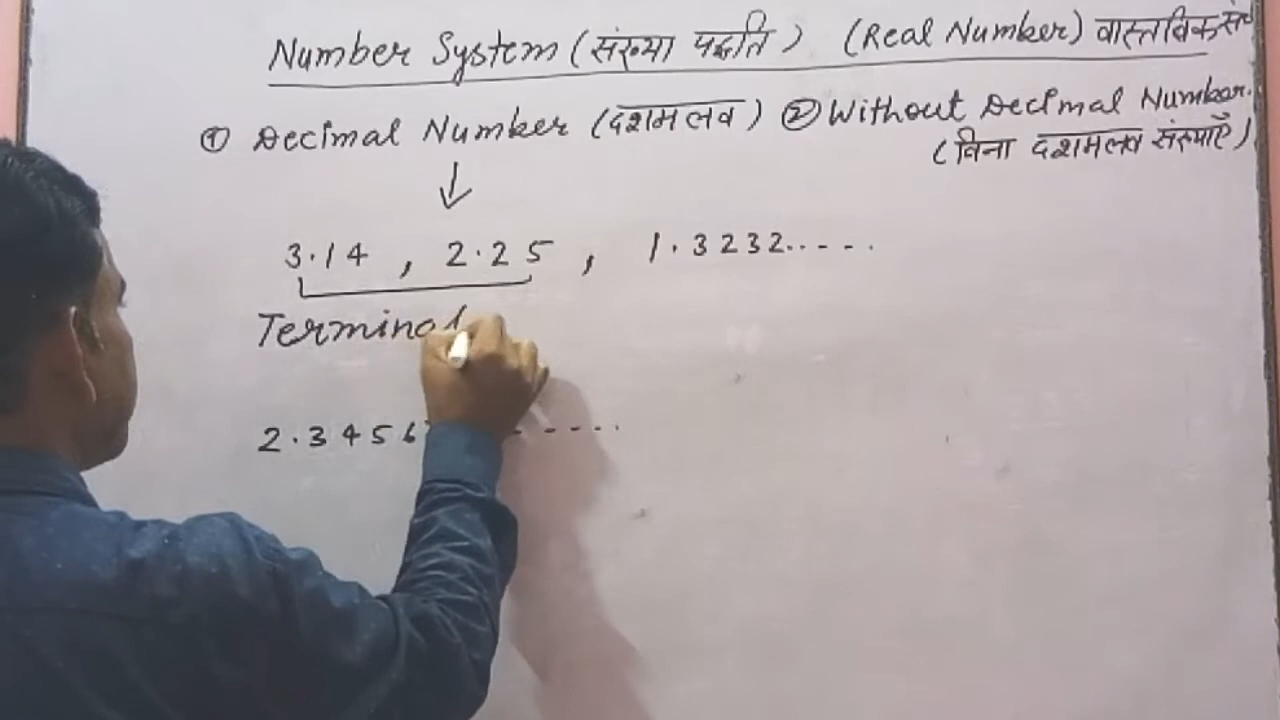 Number System (संख्या पद्धति) (Real Number) वास्तविक सं०
① Decimal Number (दशमलव) ② Without Decimal Number.
(बिना दशमलव संख्याएँ)
↓
3.14 , 2.25 , 1.3232......
Terminal
2.3456